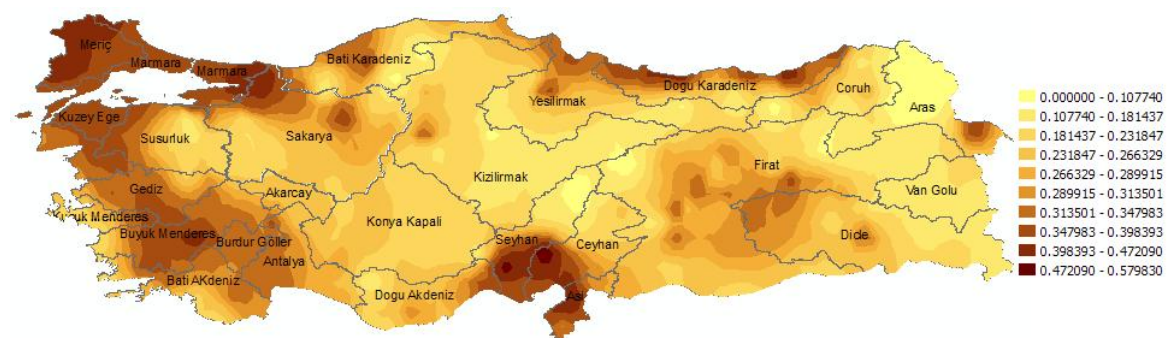 Meriç
Marmara
Marmara
Bati Karadeniz
Dogu Karadeniz
Coruh
Aras
Kuzey Ege
Susurluk
Sakarya
Yesilirmak
Gediz
Akarcay
Kizilirmak
Firat
Van Golu
Kucuk Menderes
Buyuk Menderes
Burdur Göller
Konya Kapali
Seyhan
Ceyhan
Dicle
Antalya
Bati AKdeniz
Dogu Akdeniz
Asi
0.000000 - 0.107740
0.107740 - 0.181437
0.181437 - 0.231847
0.231847 - 0.266329
0.266329 - 0.289915
0.289915 - 0.313501
0.313501 - 0.347983
0.347983 - 0.398393
0.398393 - 0.472090
0.472090 - 0.579830